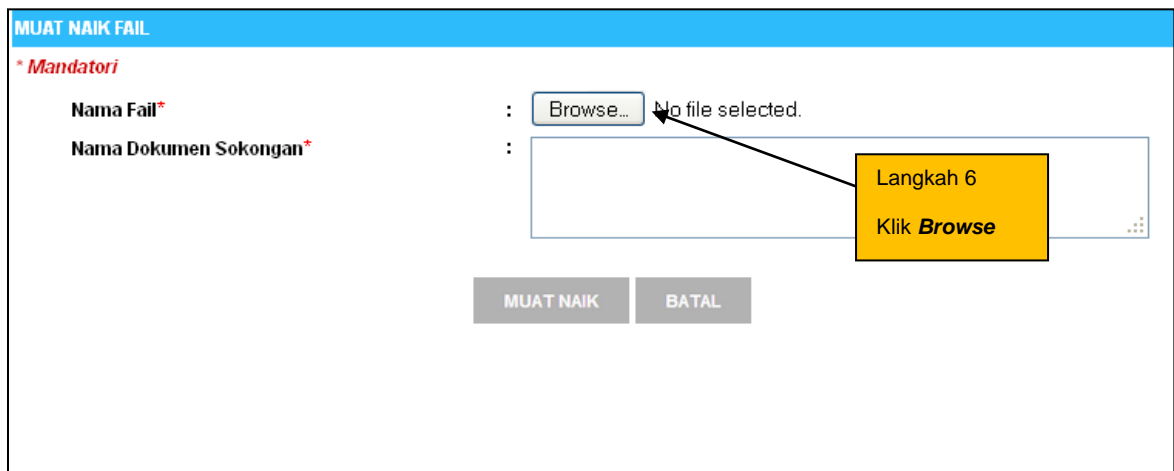 MUAT NAIK FAIL
* Mandatori
Nama Fail* : Browse... No file selected.
Nama Dokumen Sokongan* :
Langkah 6
Klik Browse
MUAT NAIK BATAL